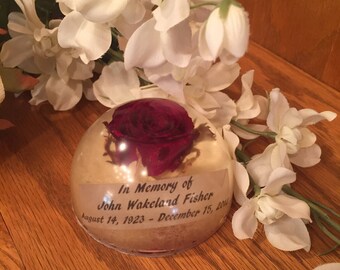 In Memory of
John Wakeland Fisher
August 14, 1923 - December 15,